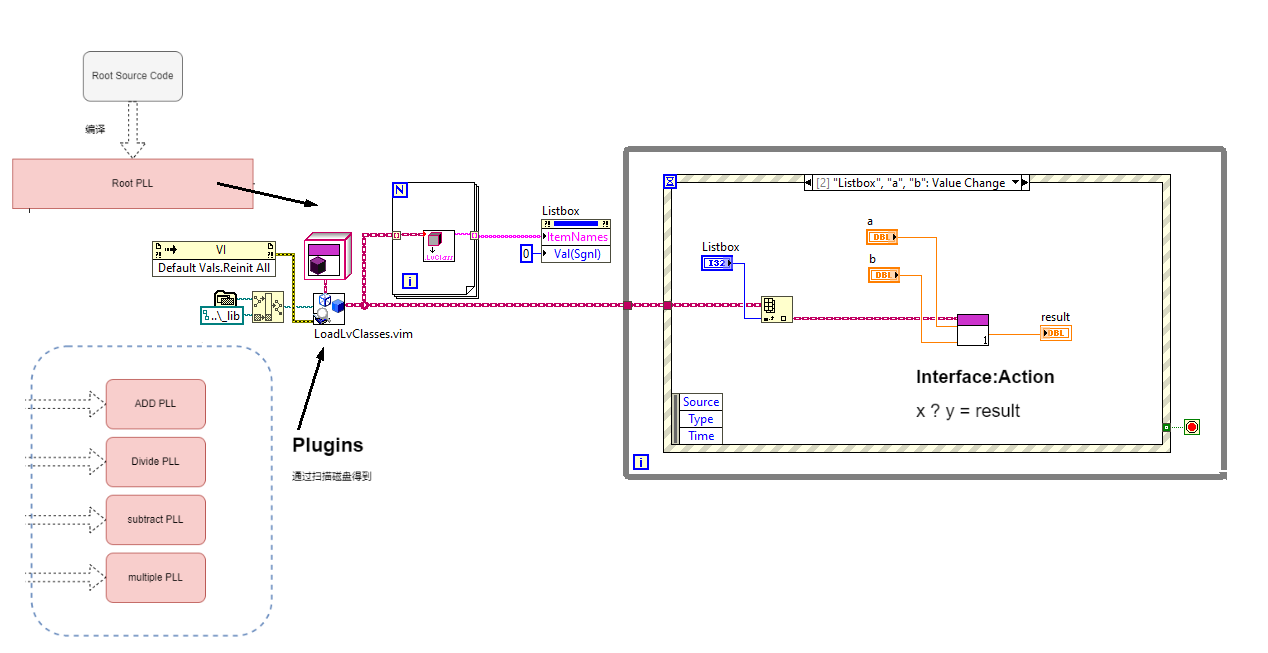 Root Source Code
编译
Root PLL
VI
Default Vals.Reinit All
..\_lib
LoadLvClasses.vim
N
LvClass
i
Listbox
ItemNames
0
Val(Sgnl)
[2] "Listbox", "a", "b": Value Change
Listbox
I32
a
DBL
b
DBL
1
result
DBL
Interface:Action
x ? y = result
Source
Type
Time
i
Plugins
通过扫描磁盘得到
ADD PLL
Divide PLL
subtract PLL
multiple PLL